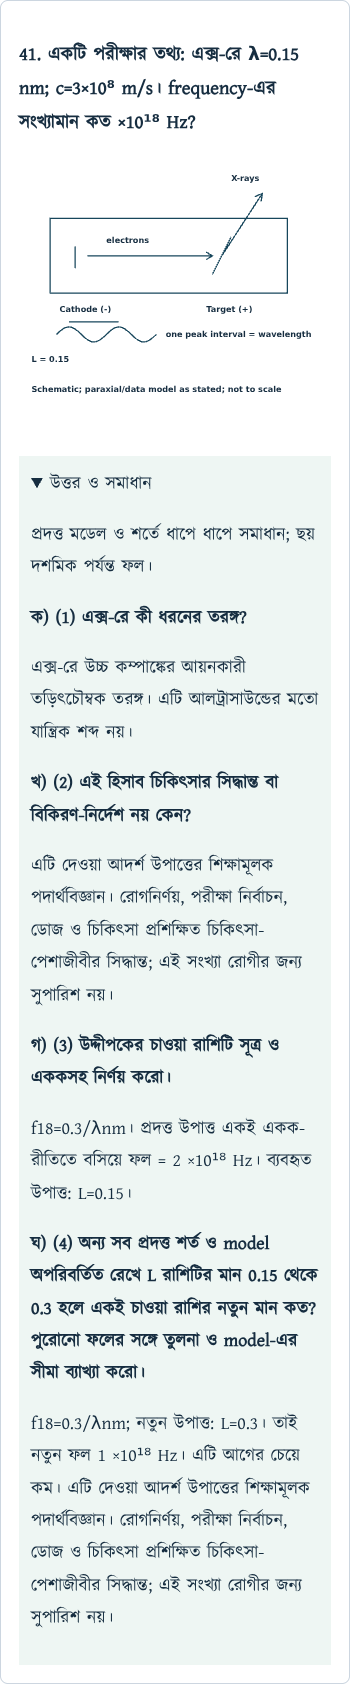 41. একটি পরীক্ষার তথ্য: এক্স-রে λ=0.15
nm; c=3×10⁸ m/s। frequency-এর
সংখ্যামান কত ×10¹⁸ Hz?
X-rays
electrons
Cathode (-)
Target (+)
one peak interval = wavelength
L = 0.15
Schematic; paraxial/data model as stated; not to scale
▼ উত্তর ও সমাধান
প্রদত্ত মডেল ও শর্তে ধাপে ধাপে সমাধান; ছয়
দশমিক পর্যন্ত ফল।
ক) (1) এক্স-রে কী ধরনের তরঙ্গ?
এক্স-রে উচ্চ কম্পাঙ্কের আয়নকারী
তড়িৎচৌম্বক তরঙ্গ। এটি আলট্রাসাউন্ডের মতো
যান্ত্রিক শব্দ নয়।
খ) (2) এই হিসাব চিকিৎসার সিদ্ধান্ত বা
বিকিরণ-নির্দেশ নয় কেন?
এটি দেওয়া আদর্শ উপাত্তের শিক্ষামূলক
পদার্থবিজ্ঞান। রোগনির্ণয়, পরীক্ষা নির্বাচন,
ডোজ ও চিকিৎসা প্রশিক্ষিত চিকিৎসা-
পেশাজীবীর সিদ্ধান্ত; এই সংখ্যা রোগীর জন্য
সুপারিশ নয়।
গ) (3) উদ্দীপকের চাওয়া রাশিটি সূত্র ও
এককসহ নির্ণয় করো।
f18=0.3/λnm। প্রদত্ত উপাত্ত একই একক-
রীতিতে বসিয়ে ফল = 2 ×10¹⁸ Hz। ব্যবহৃত
উপাত্ত: L=0.15।
ঘ) (4) অন্য সব প্রদত্ত শর্ত ও model
অপরিবর্তিত রেখে L রাশিটির মান 0.15 থেকে
0.3 হলে একই চাওয়া রাশির নতুন মান কত?
পুরোনো ফলের সঙ্গে তুলনা ও model-এর
সীমা ব্যাখ্যা করো।
f18=0.3/λnm; নতুন উপাত্ত: L=0.3। তাই
নতুন ফল 1 ×10¹⁸ Hz। এটি আগের চেয়ে
কম। এটি দেওয়া আদর্শ উপাত্তের শিক্ষামূলক
পদার্থবিজ্ঞান। রোগনির্ণয়, পরীক্ষা নির্বাচন,
ডোজ ও চিকিৎসা প্রশিক্ষিত চিকিৎসা-
পেশাজীবীর সিদ্ধান্ত; এই সংখ্যা রোগীর জন্য
সুপারিশ নয়।